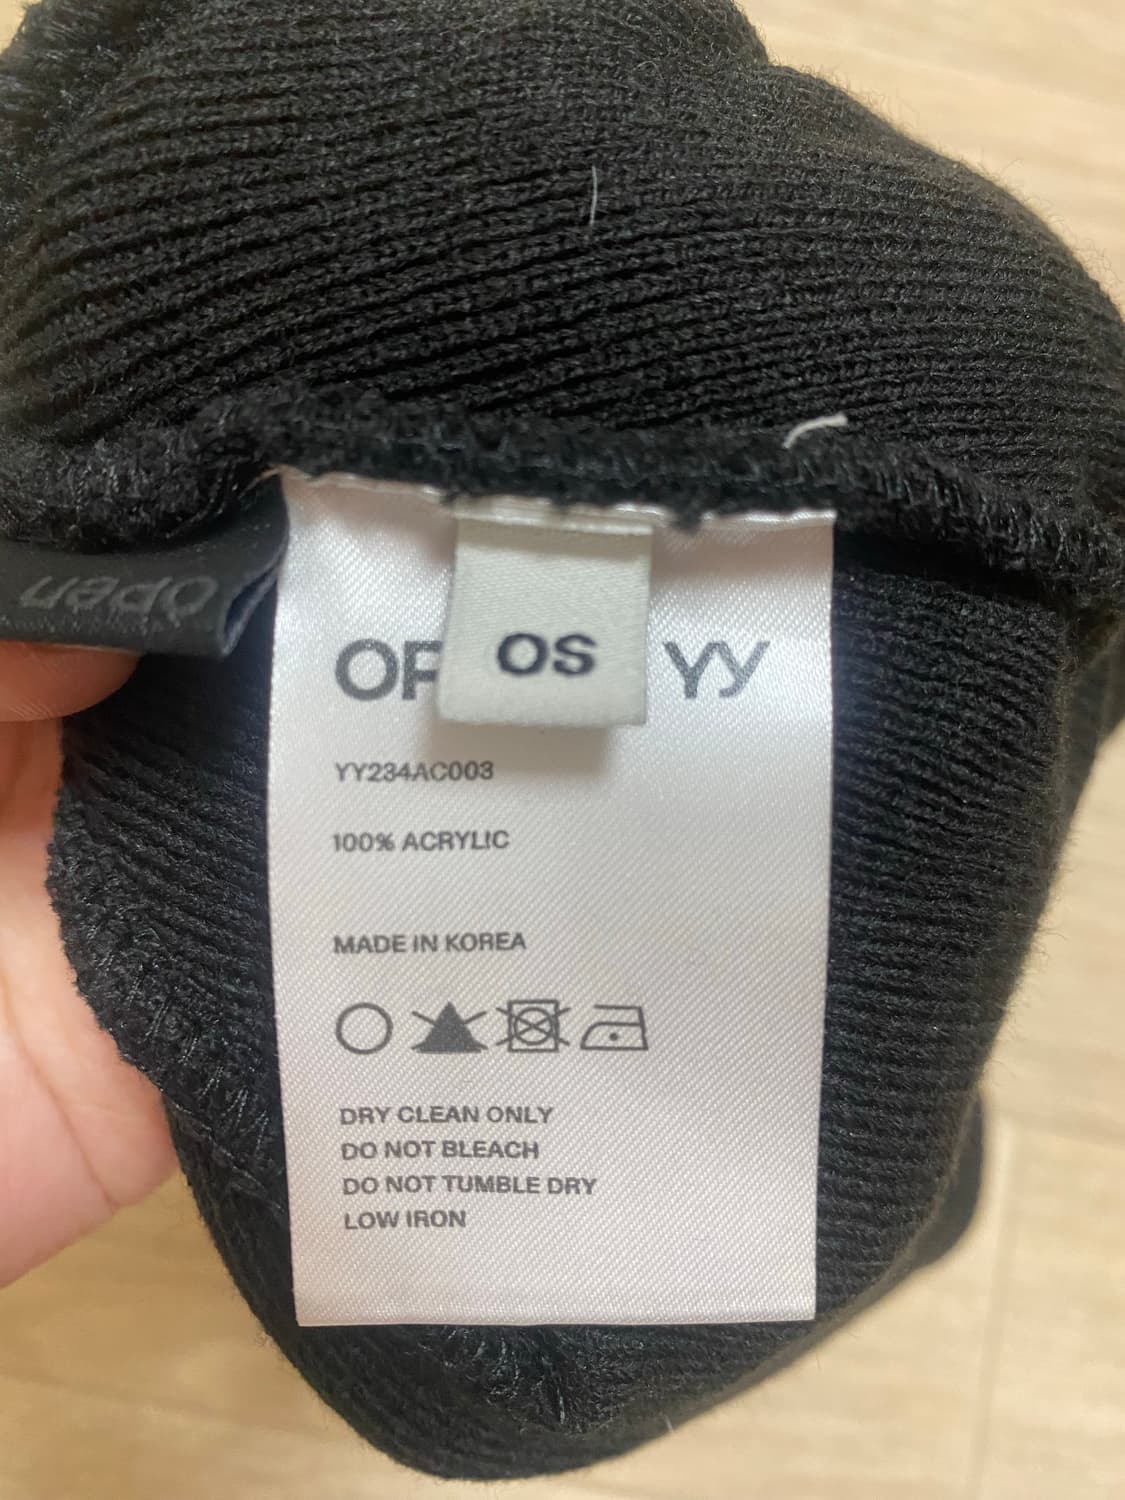 open
OS
YY
YY234AC003
100% ACRYLIC
MADE IN KOREA
DRY CLEAN ONLY
DO NOT BLEACH
DO NOT TUMBLE DRY
LOW IRON